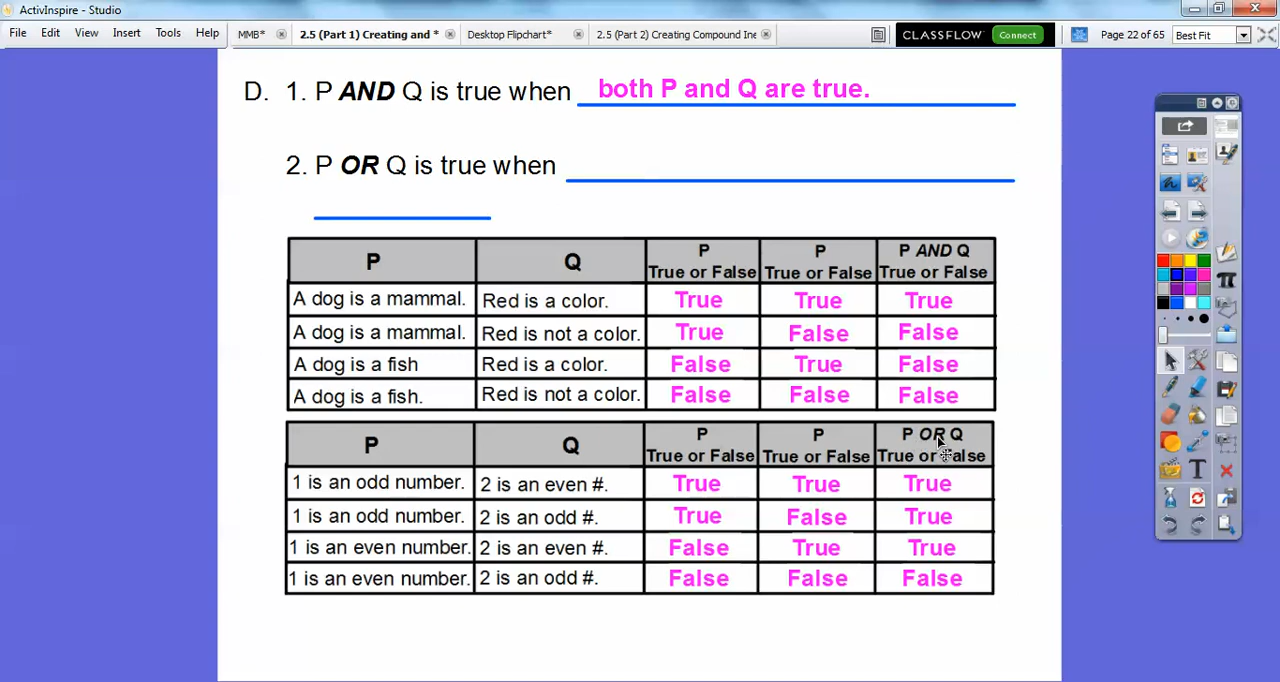 ActivInspire - Studio
File Edit View Insert Tools Help MMB* 2.5 (Part 1) Creating and * Desktop Flipchart* 2.5 (Part 2) Creating Compound Ine CLASSFLOW Connect Page 22 of 65 Best Fit
D. 1. P AND Q is true when both P and Q are true.
2. P OR Q is true when
P Q P True or False P True or False P AND Q True or False
A dog is a mammal. Red is a color. True True True
A dog is a mammal. Red is not a color. True False False
A dog is a fish Red is a color. False True False
A dog is a fish. Red is not a color. False False False
P Q P True or False P True or False P OR Q True or False
1 is an odd number. 2 is an even #. True True True
1 is an odd number. 2 is an odd #. True False True
1 is an even number. 2 is an even #. False True True
1 is an even number. 2 is an odd #. False False False